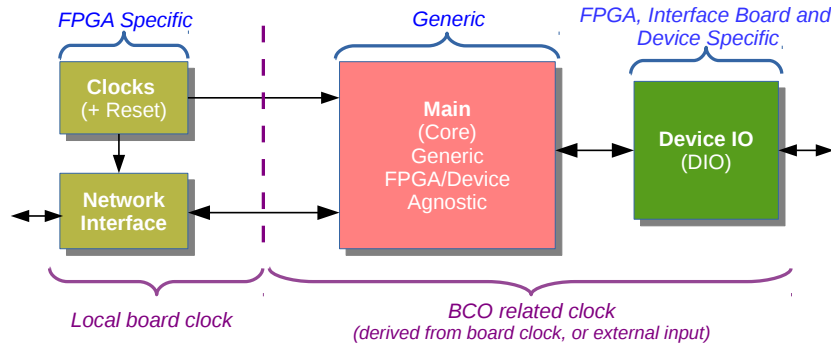 FPGA Specific
Generic
FPGA, Interface Board and
Device Specific
Clocks
(+ Reset)
Main
(Core)
Generic
FPGA/Device
Agnostic
Device IO
(DIO)
Network
Interface
Local board clock
BCO related clock
(derived from board clock, or external input)